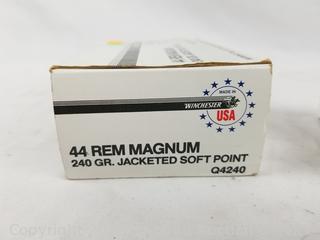 MADE IN
WINCHESTER
USA
44 REM MAGNUM
240 GR. JACKETED SOFT POINT
Q4240